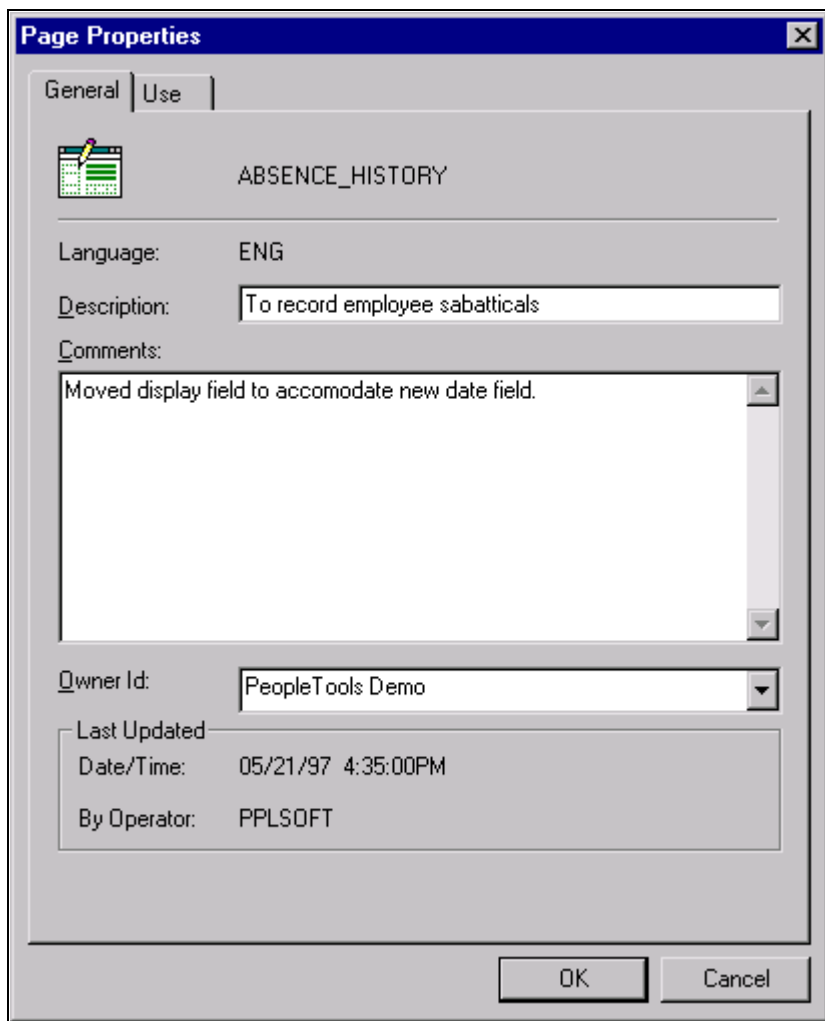 Page Properties
General Use
ABSENCE_HISTORY
Language: ENG
Description: To record employee sabatticals
Comments:
Moved display field to accomodate new date field.
Owner Id: PeopleTools Demo
Last Updated
Date/Time: 05/21/97 4:35:00PM
By Operator: PPLSOFT
OK Cancel